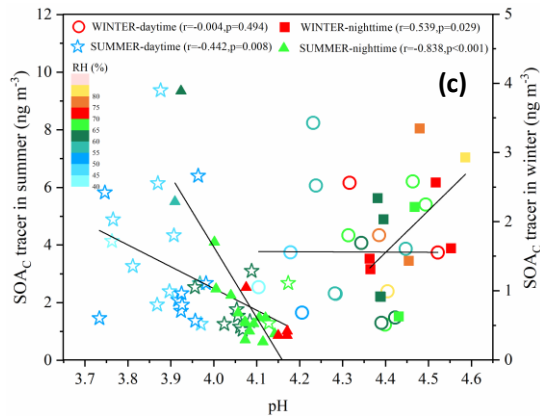 WINTER-daytime (r=-0.004,p=0.494) WINTER-nighttime (r=0.539,p=0.029)
SUMMER-daytime (r=-0.442,p=0.008) SUMMER-nighttime (r=-0.838,p<0.001)
RH (%)
80
75
70
65
60
55
50
45
40
(c)
SOAC tracer in summer (ng m-3)
12
10
8
6
4
2
0
SOAC tracer in winter (ng m-3)
5
4
3
2
1
0
3.7 3.8 3.9 4.0 4.1 4.2 4.3 4.4 4.5 4.6
pH